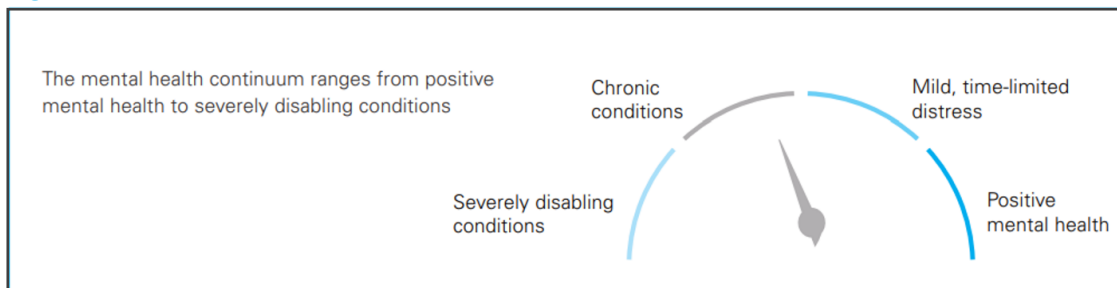 The mental health continuum ranges from positive
mental health to severely disabling conditions
Chronic
conditions
Mild, time-limited
distress
Severely disabling
conditions
Positive
mental health